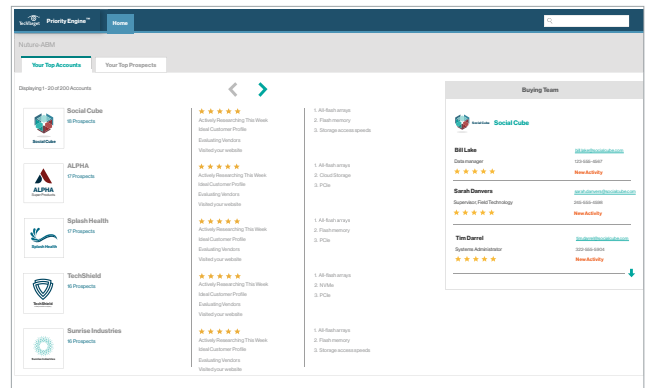 TechTarget Priority Engine™ Home
Nuture-ABM
Your Top Accounts Your Top Prospects
Displaying 1 - 20 of 200 Accounts
Social Cube
18 Prospects
Social Cube
Actively Researching This Week
Ideal Customer Profile
Evaluating Vendors
Visited your website
1. All-flash arrays
2. Flash memory
3. Storage access speeds
ALPHA
17 Prospects
ALPHA
Super Products
Actively Researching This Week
Ideal Customer Profile
Evaluating Vendors
Visited your website
1. All-flash arrays
2. Cloud Storage
3. PCIe
Splash Health
17 Prospects
Splash Health
Actively Researching This Week
Ideal Customer Profile
Evaluating Vendors
Visited your website
1. All-flash arrays
2. Flash memory
3. PCIe
TechShield
16 Prospects
TechShield
Actively Researching This Week
Ideal Customer Profile
Evaluating Vendors
Visited your website
1. All-flash arrays
2. NVMe
3. PCIe
Sunrise Industries
16 Prospects
Sunrise Industries
Actively Researching This Week
Ideal Customer Profile
Evaluating Vendors
Visited your website
1. All-flash arrays
2. Flash memory
3. Storage access speeds
Buying Team
Social Cube Social Cube
Bill Lake
Data manager
New Activity
Sarah Danvers
Supervisor, Field Technology
New Activity
Tim Darrel
Systems Administrator
New Activity